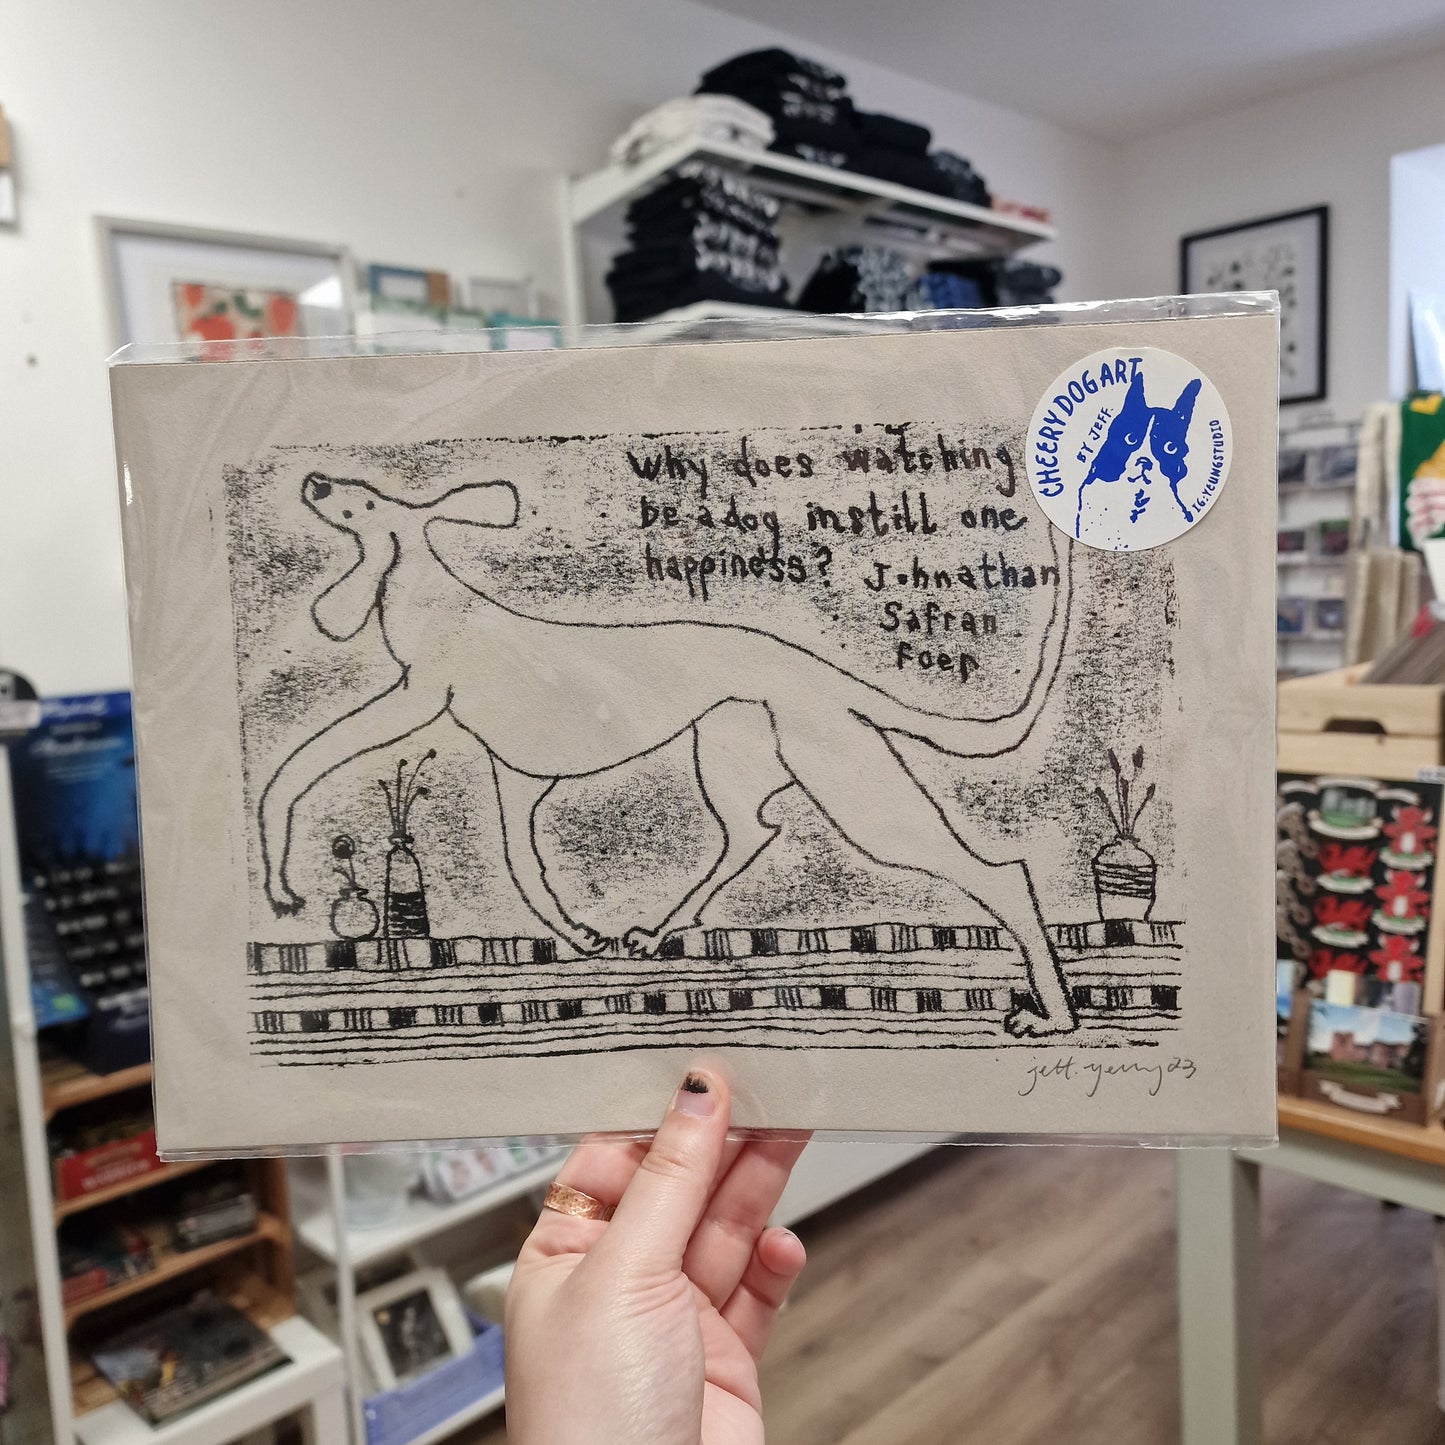 Why does watching
be a dog instill one
happiness? Johnathan
Safran
Foer
CHEERY DOG ART
BY JEFF.
IG:YEUNGSTUDIO
jeff.yeung 23